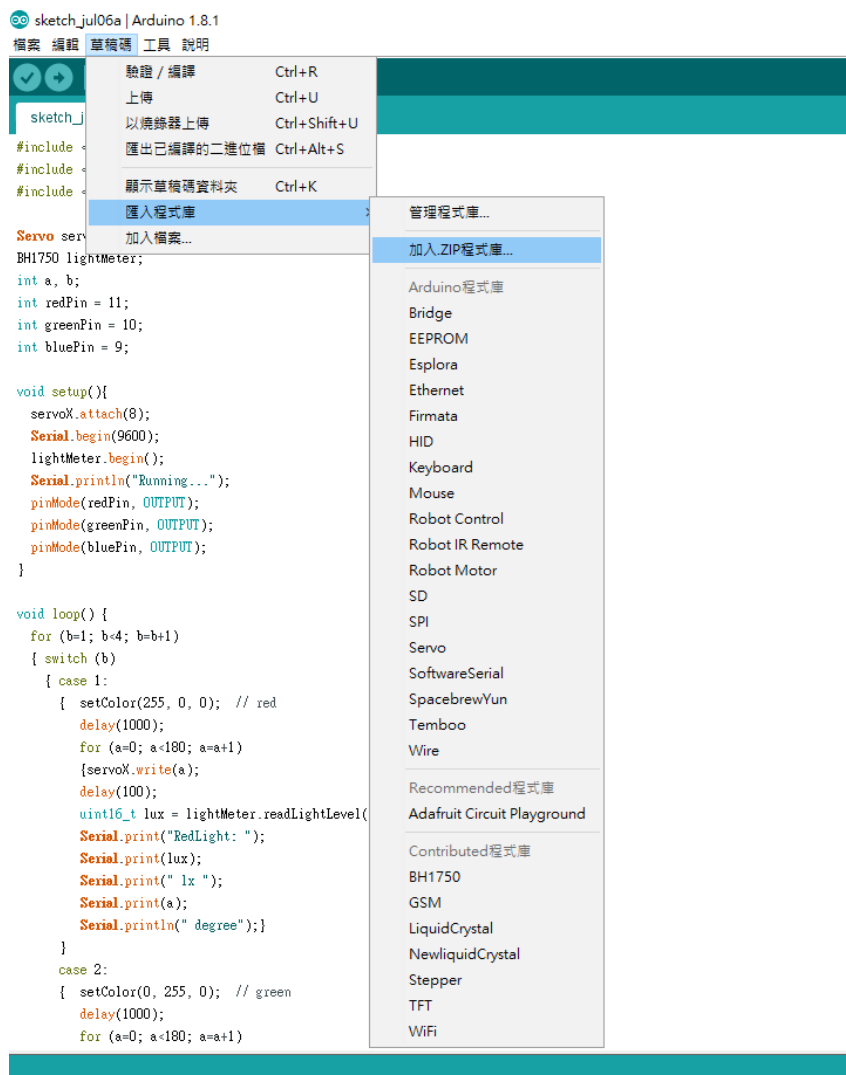 sketch_jul06a | Arduino 1.8.1
檔案 編輯 草稿碼 工具 說明
驗證 / 編譯 Ctrl+R
上傳 Ctrl+U
以燒錄器上傳 Ctrl+Shift+U
匯出已編譯的二進位檔 Ctrl+Alt+S
顯示草稿碼資料夾 Ctrl+K
匯入程式庫
加入檔案...
管理程式庫...
加入.ZIP程式庫...
Arduino程式庫
Bridge
EEPROM
Esplora
Ethernet
Firmata
HID
Keyboard
Mouse
Robot Control
Robot IR Remote
Robot Motor
SD
SPI
Servo
SoftwareSerial
SpacebrewYun
Temboo
Wire
Recommended程式庫
Adafruit Circuit Playground
Contributed程式庫
BH1750
GSM
LiquidCrystal
NewliquidCrystal
Stepper
TFT
WiFi
sketch_j
#include <
#include <
#include <
Servo serv
BH1750 lightMeter;
int a, b;
int redPin = 11;
int greenPin = 10;
int bluePin = 9;
void setup(){
servoX.attach(8);
Serial.begin(9600);
lightMeter.begin();
Serial.println("Running...");
pinMode(redPin, OUTPUT);
pinMode(greenPin, OUTPUT);
pinMode(bluePin, OUTPUT);
}
void loop() {
for (b=1; b<4; b=b+1)
{ switch (b)
{ case 1:
{ setColor(255, 0, 0); // red
delay(1000);
for (a=0; a<180; a=a+1)
{servoX.write(a);
delay(100);
uint16_t lux = lightMeter.readLightLevel(
Serial.print("RedLight: ");
Serial.print(lux);
Serial.print(" lx ");
Serial.print(a);
Serial.println(" degree");}
}
case 2:
{ setColor(0, 255, 0); // green
delay(1000);
for (a=0; a<180; a=a+1)